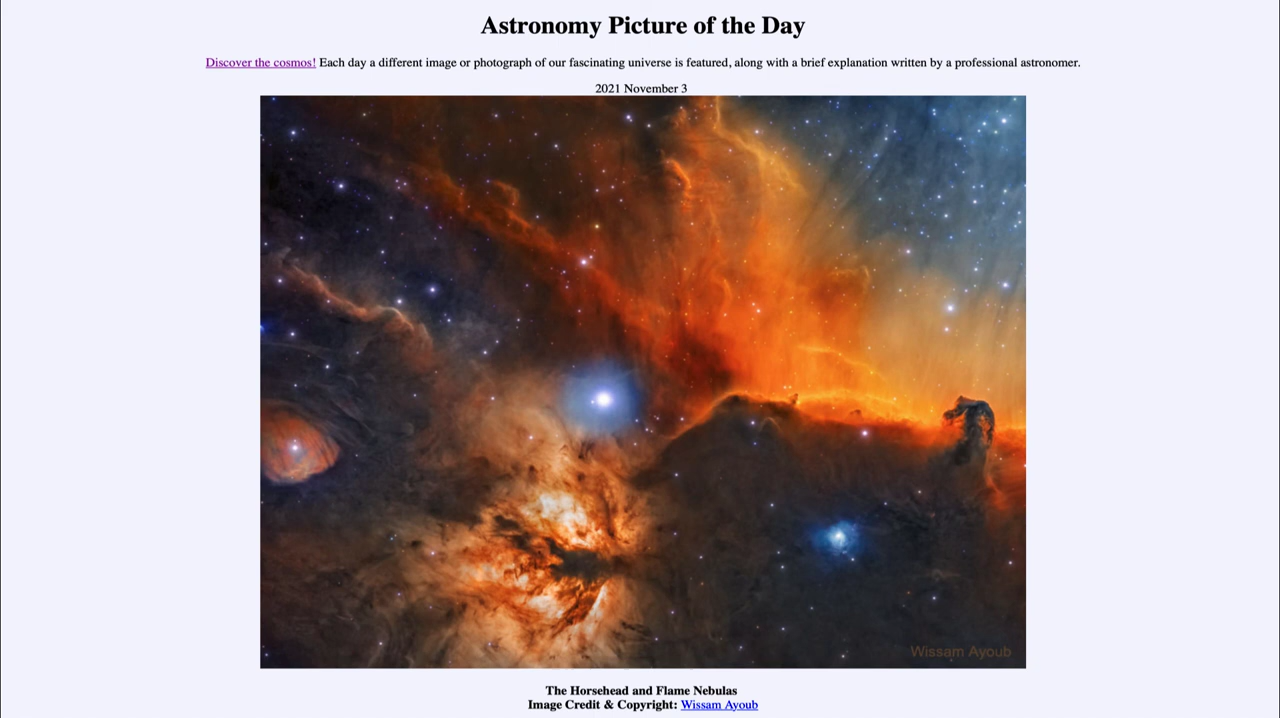 Astronomy Picture of the Day
Discover the cosmos! Each day a different image or photograph of our fascinating universe is featured, along with a brief explanation written by a professional astronomer.
2021 November 3
Wissam Ayoub
The Horsehead and Flame Nebulas
Image Credit & Copyright: Wissam Ayoub